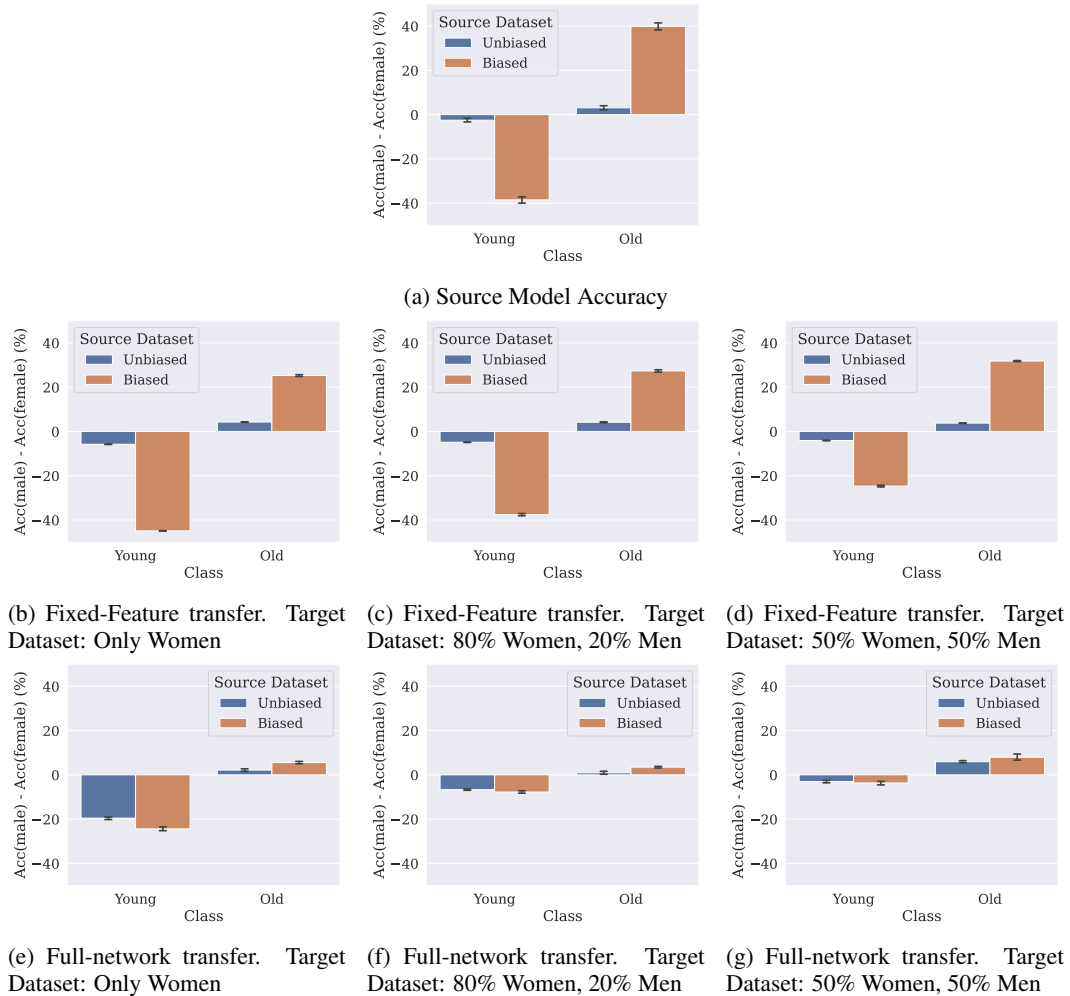 Source Dataset
Unbiased
Biased
Acc(male) - Acc(female) (%)
40
20
0
−20
−40
Young
Old
Class
(a) Source Model Accuracy
Source Dataset
Unbiased
Biased
Acc(male) - Acc(female) (%)
40
20
0
−20
−40
Young
Old
Class
(b) Fixed-Feature transfer. Target
Dataset: Only Women
Source Dataset
Unbiased
Biased
Acc(male) - Acc(female) (%)
40
20
0
−20
−40
Young
Old
Class
(c) Fixed-Feature transfer. Target
Dataset: 80% Women, 20% Men
Source Dataset
Unbiased
Biased
Acc(male) - Acc(female) (%)
40
20
0
−20
−40
Young
Old
Class
(d) Fixed-Feature transfer. Target
Dataset: 50% Women, 50% Men
Source Dataset
Unbiased
Biased
Acc(male) - Acc(female) (%)
40
20
0
−20
−40
Young
Old
Class
(e) Full-network transfer. Target
Dataset: Only Women
Source Dataset
Unbiased
Biased
Acc(male) - Acc(female) (%)
40
20
0
−20
−40
Young
Old
Class
(f) Full-network transfer. Target
Dataset: 80% Women, 20% Men
Source Dataset
Unbiased
Biased
Acc(male) - Acc(female) (%)
40
20
0
−20
−40
Young
Old
Class
(g) Full-network transfer. Target
Dataset: 50% Women, 50% Men